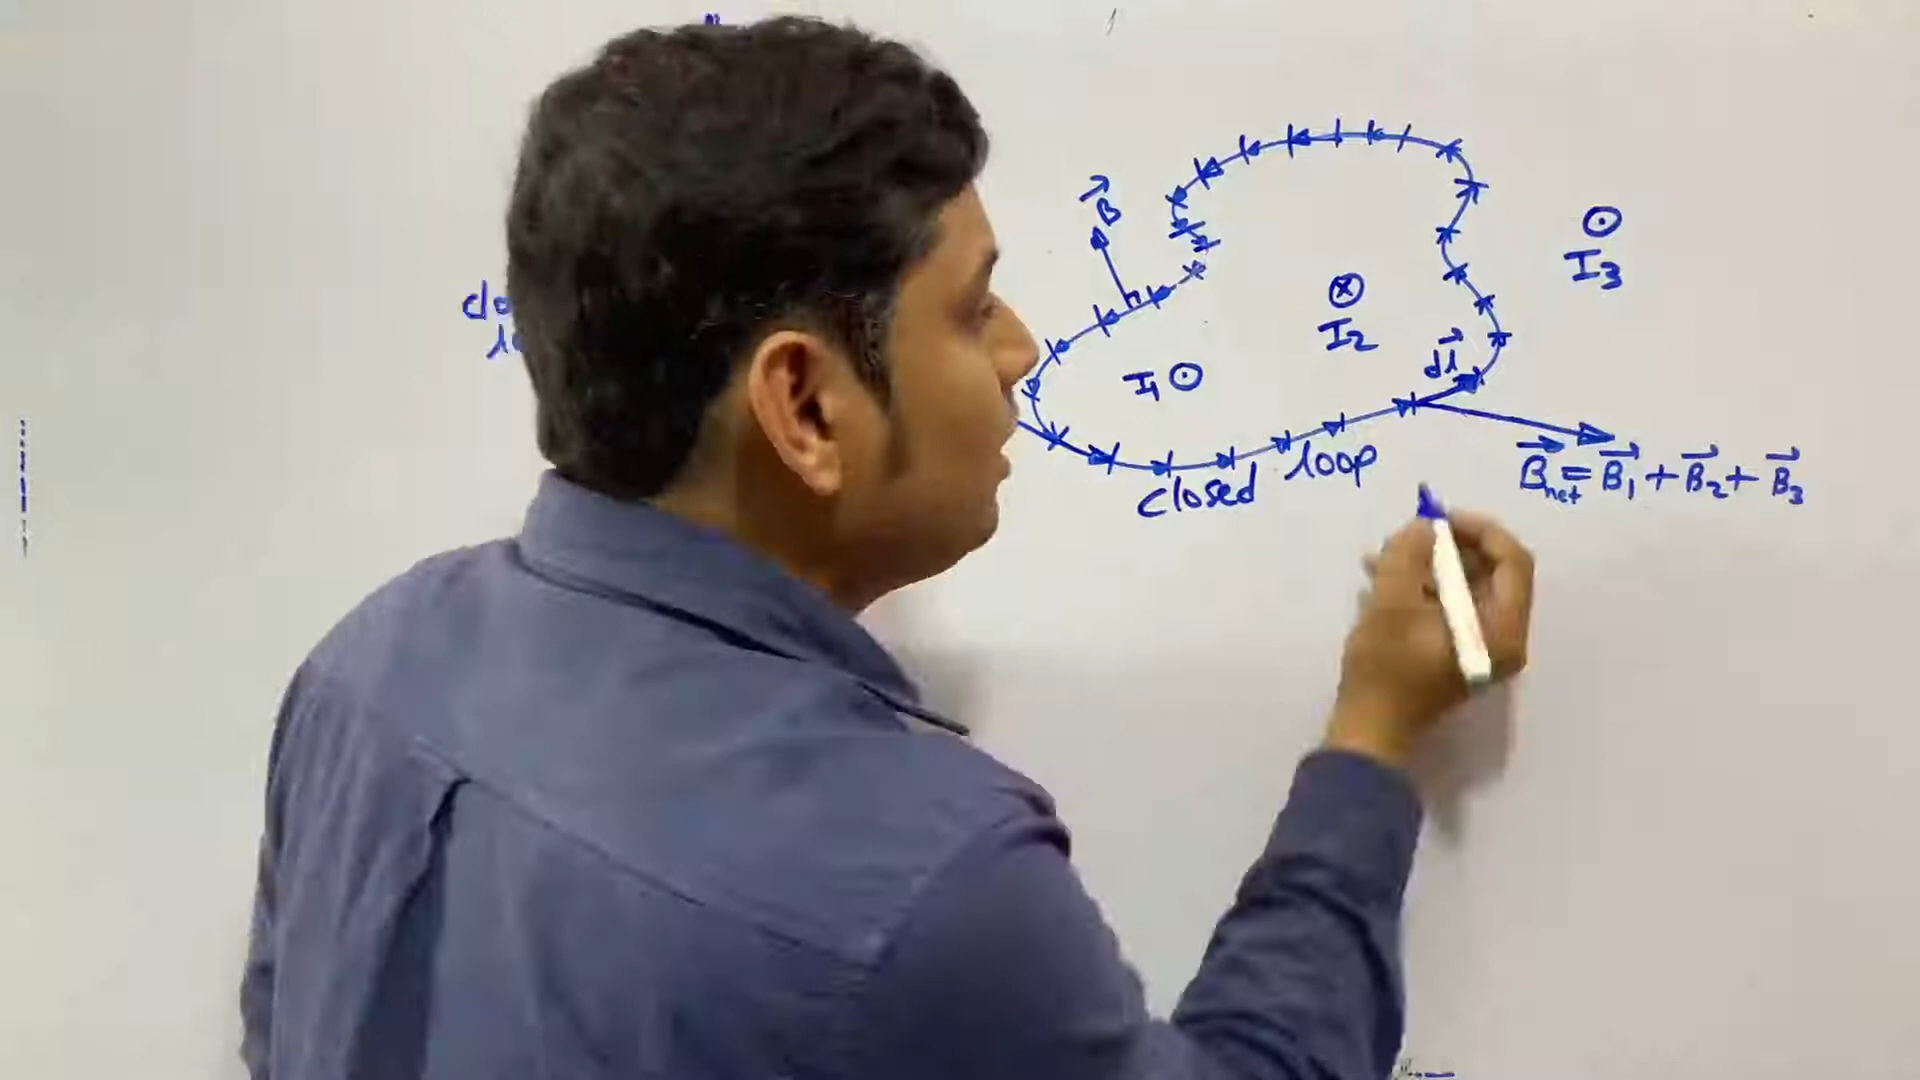 B⃗
I3
I2
dl⃗
I1
loop
closed
B⃗net = B⃗1 + B⃗2 + B⃗3